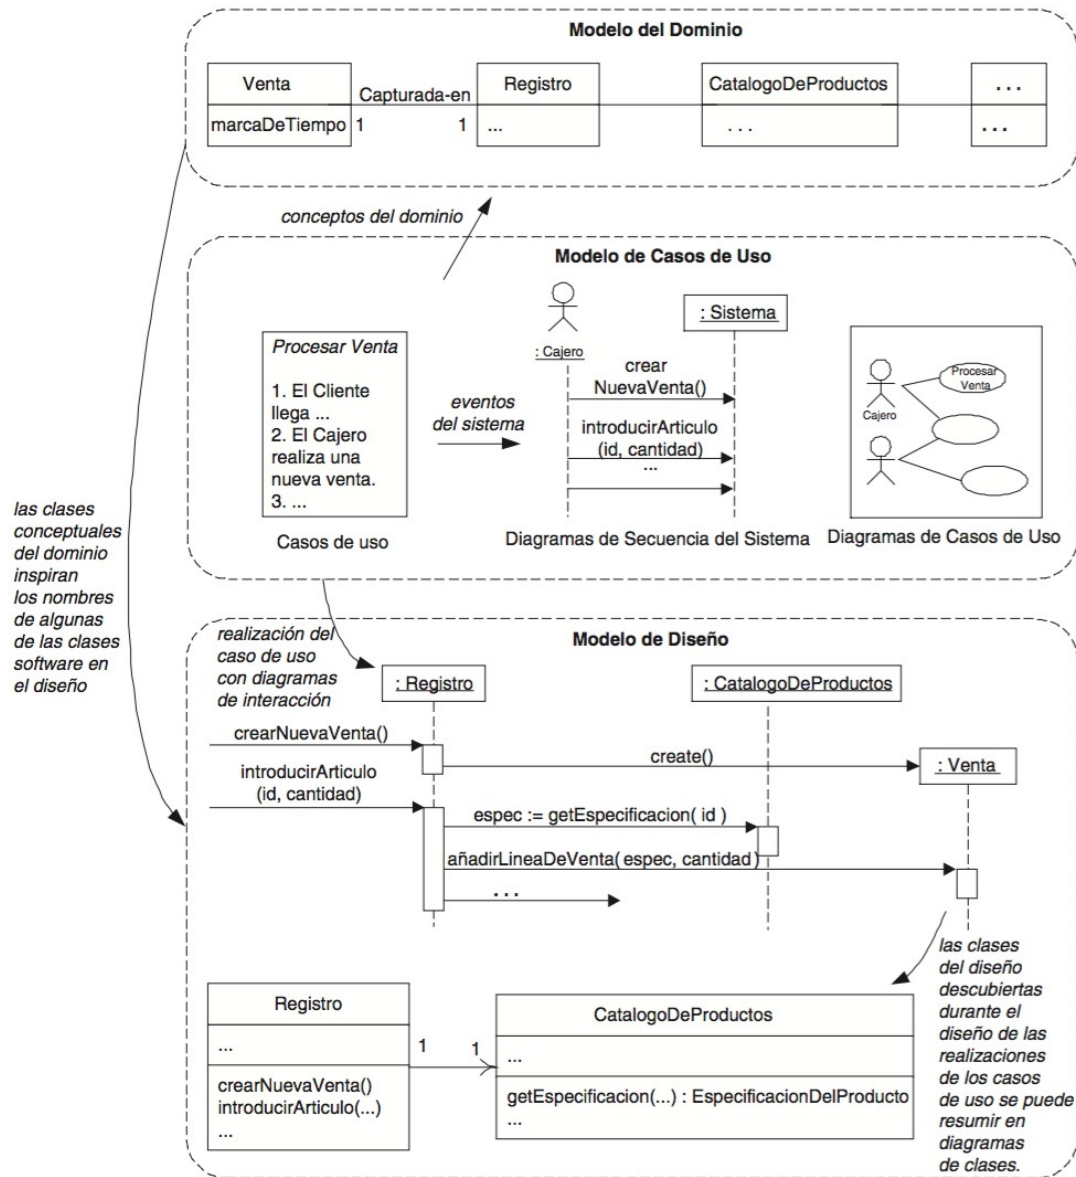 Modelo del Dominio
Venta
marcaDeTiempo
Capturada-en
1
1
Registro
...
CatalogoDeProductos
...
...
...
conceptos del dominio
Modelo de Casos de Uso
Procesar Venta
1. El Cliente
llega ...
2. El Cajero
realiza una
nueva venta.
3. ...
Casos de uso
eventos
del sistema
: Cajero
: Sistema
crear
NuevaVenta()
introducirArticulo
(id, cantidad)
...
Diagramas de Secuencia del Sistema
Procesar
Venta
Cajero
Diagramas de Casos de Uso
las clases
conceptuales
del dominio
inspiran
los nombres
de algunas
de las clases
software en
el diseño
Modelo de Diseño
realización del
caso de uso
con diagramas
de interacción
: Registro
: CatalogoDeProductos
crearNuevaVenta()
create()
: Venta
introducirArticulo
(id, cantidad)
espec := getEspecificacion( id )
añadirLineaDeVenta( espec, cantidad )
...
las clases
del diseño
descubiertas
durante el
diseño de las
realizaciones
de los casos
de uso se puede
resumir en
diagramas
de clases.
Registro
...
crearNuevaVenta()
introducirArticulo(...)
...
1
1
CatalogoDeProductos
...
getEspecificacion(...) : EspecificacionDelProducto
...